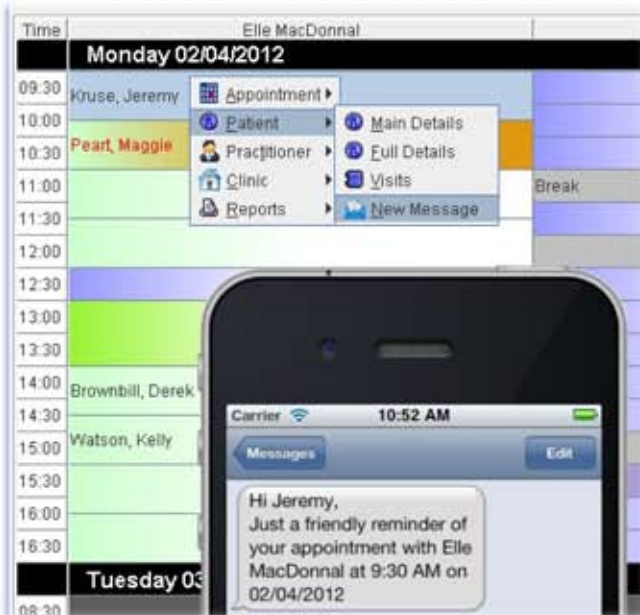 Time
Elle MacDonnal
Monday 02/04/2012
09:30
Kruse, Jeremy
Appointment
Patient
Practitioner
Clinic
Reports
Main Details
Full Details
Visits
New Message
10:00
Peart, Maggie
10:30
11:00
Break
11:30
12:00
12:30
13:00
13:30
14:00
Brownbill, Derek
14:30
Watson, Kelly
15:00
15:30
16:00
16:30
Tuesday 03
08:30
Carrier
10:52 AM
Messages
Edit
Hi Jeremy,
Just a friendly reminder of
your appointment with Elle
MacDonnal at 9:30 AM on
02/04/2012